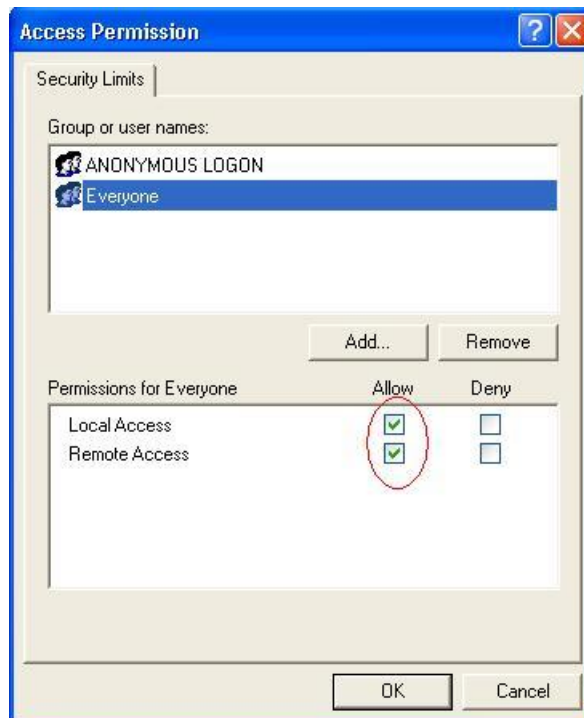 Access Permission
Security Limits
Group or user names:
ANONYMOUS LOGON
Everyone
Add... Remove
Permissions for Everyone Allow Deny
Local Access
Remote Access
OK Cancel